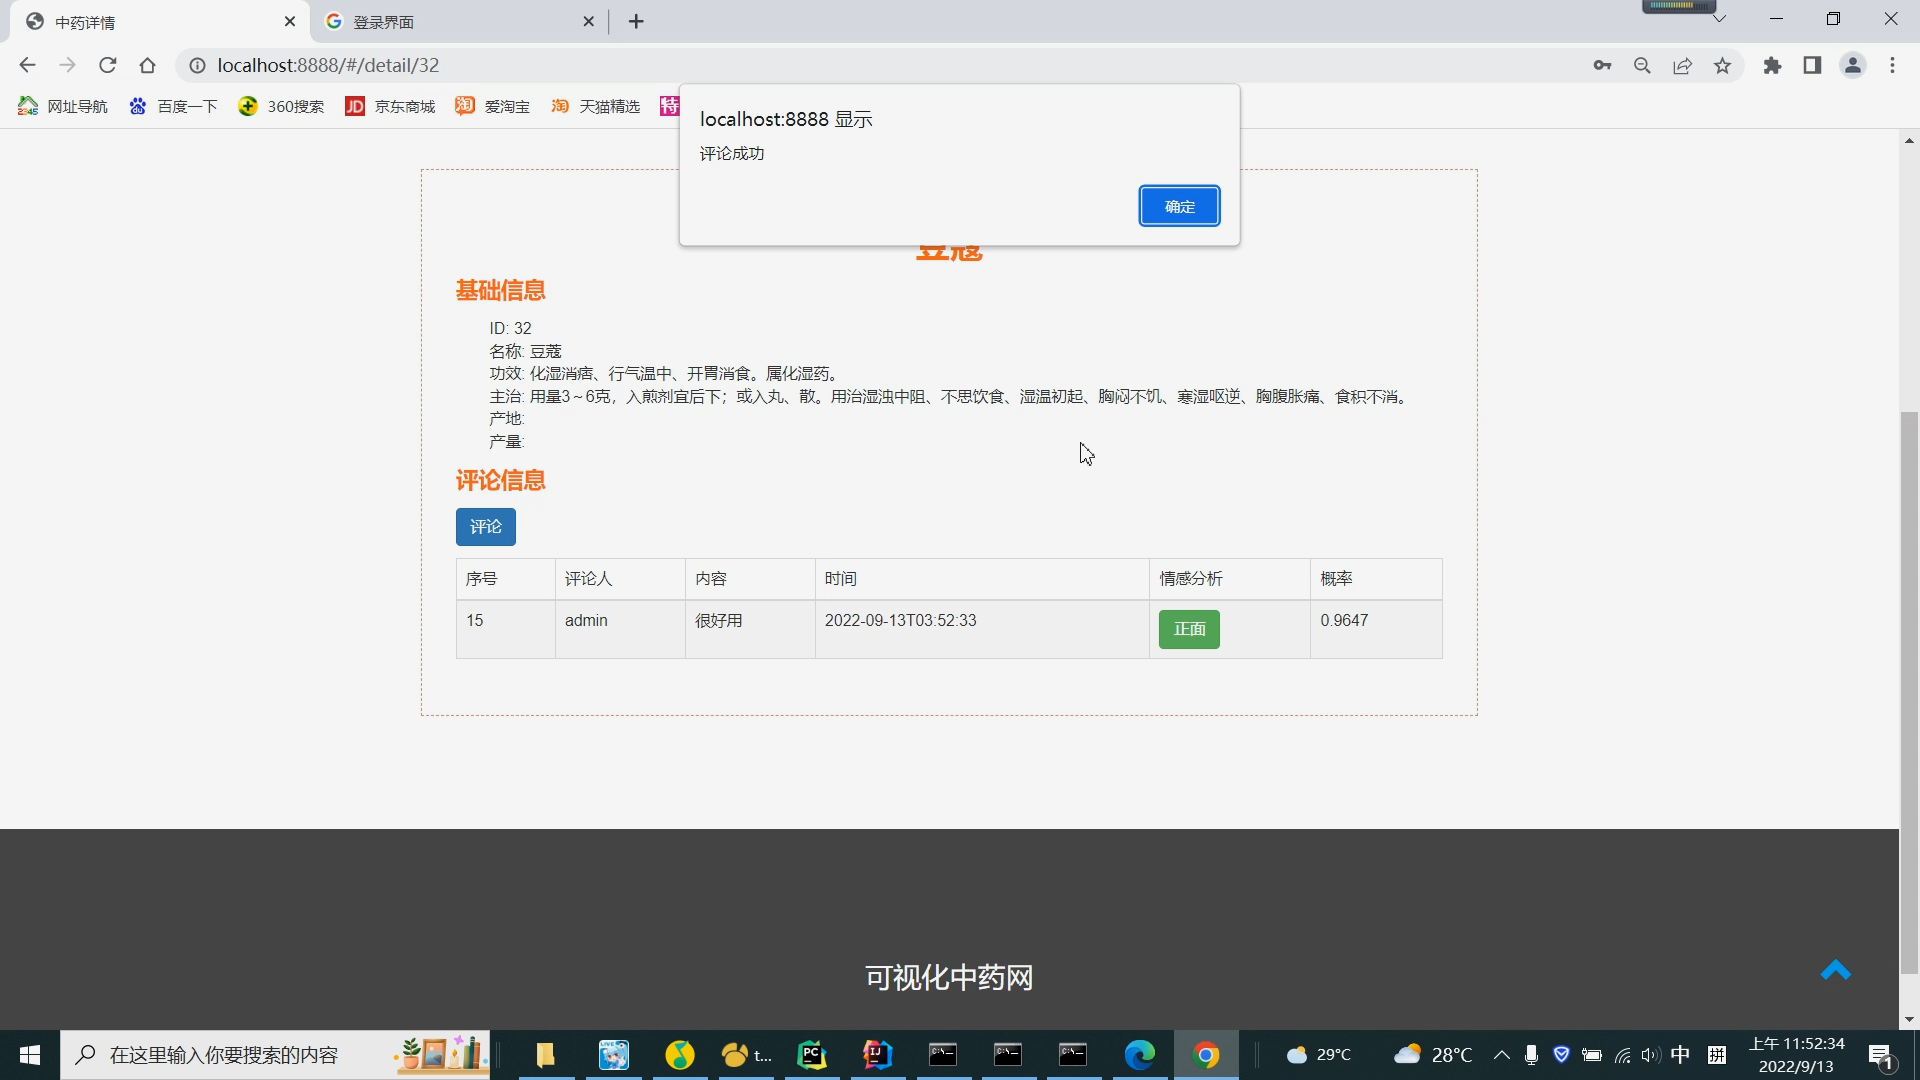 中药详情
登录界面
localhost:8888/#/detail/32
网址导航
百度一下
360搜索
JD 京东商城
淘 爱淘宝
淘 天猫精选
特
localhost:8888 显示
评论成功
确定
豆蔻
基础信息
ID: 32
名称: 豆蔻
功效: 化湿消痞、行气温中、开胃消食。属化湿药。
主治: 用量3~6克，入煎剂宜后下；或入丸、散。用治湿浊中阻、不思饮食、湿温初起、胸闷不饥、寒湿呕逆、胸腹胀痛、食积不消。
产地:
产量:
评论信息
评论
序号 评论人 内容 时间 情感分析 概率
15 admin 很好用 2022-09-13T03:52:33 正面 0.9647
可视化中药网
在这里输入你要搜索的内容
t...
29°C
28°C
中
拼
上午 11:52:34
2022/9/13
1